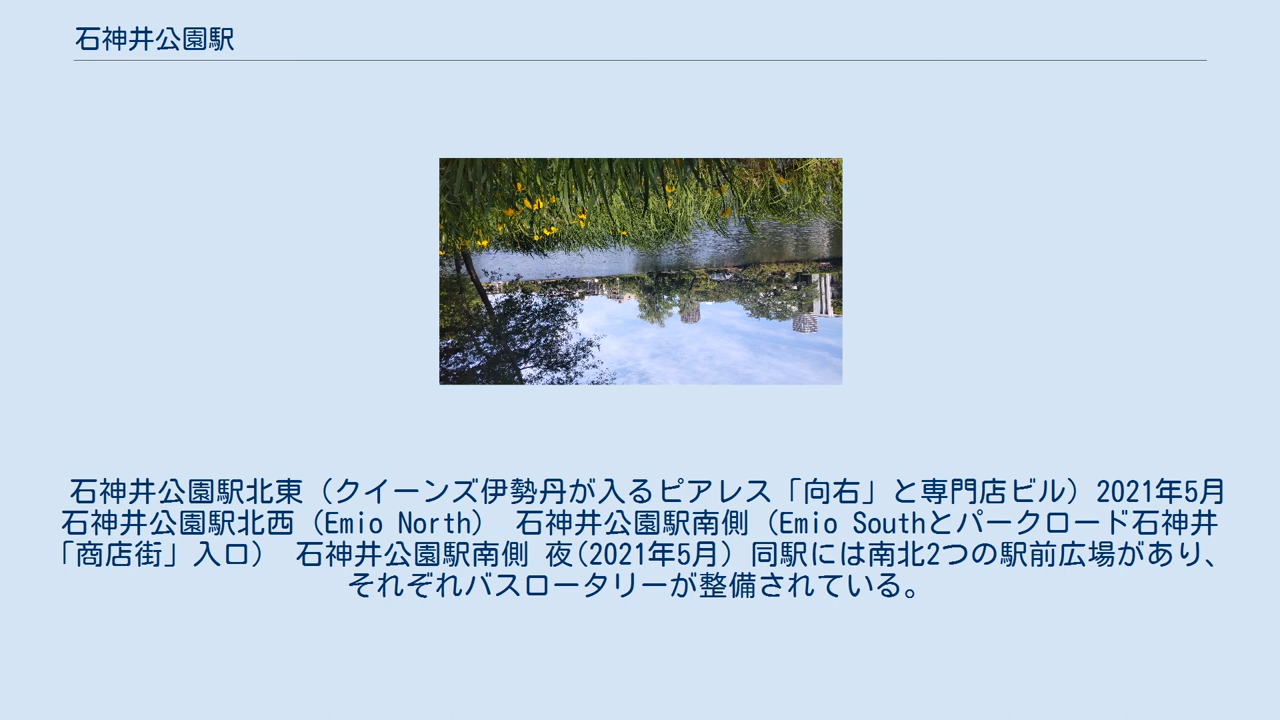 石神井公園駅
石神井公園駅北東（クイーンズ伊勢丹が入るピアレス「向右」と専門店ビル）2021年5月
石神井公園駅北西（Emio North） 石神井公園駅南側（Emio Southとパークロード石神井
「商店街」入口） 石神井公園駅南側 夜(2021年5月) 同駅には南北2つの駅前広場があり、
それぞれバスロータリーが整備されている。